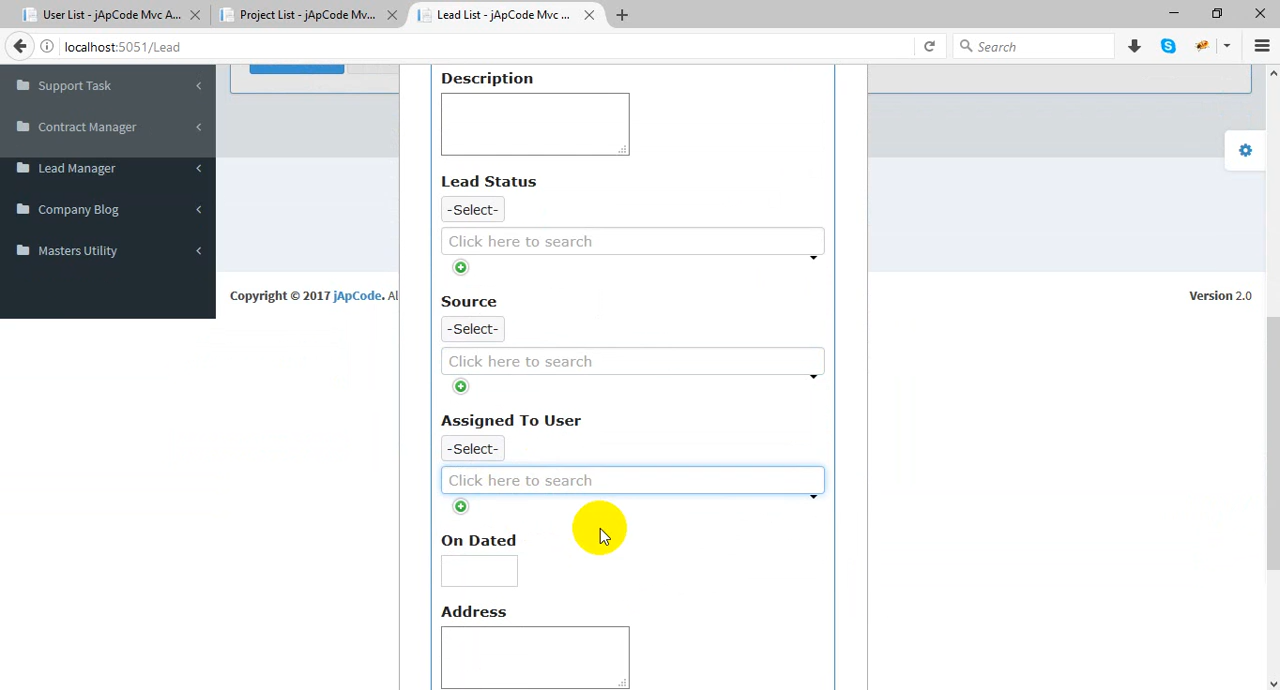 User List - jApCode Mvc A...
Project List - jApCode Mv...
Lead List - jApCode Mvc ...
localhost:5051/Lead
Search
Support Task
Contract Manager
Lead Manager
Company Blog
Masters Utility
Description
Lead Status
-Select-
Click here to search
Source
-Select-
Click here to search
Assigned To User
-Select-
Click here to search
On Dated
Address
Copyright © 2017 jApCode. Al
Version 2.0